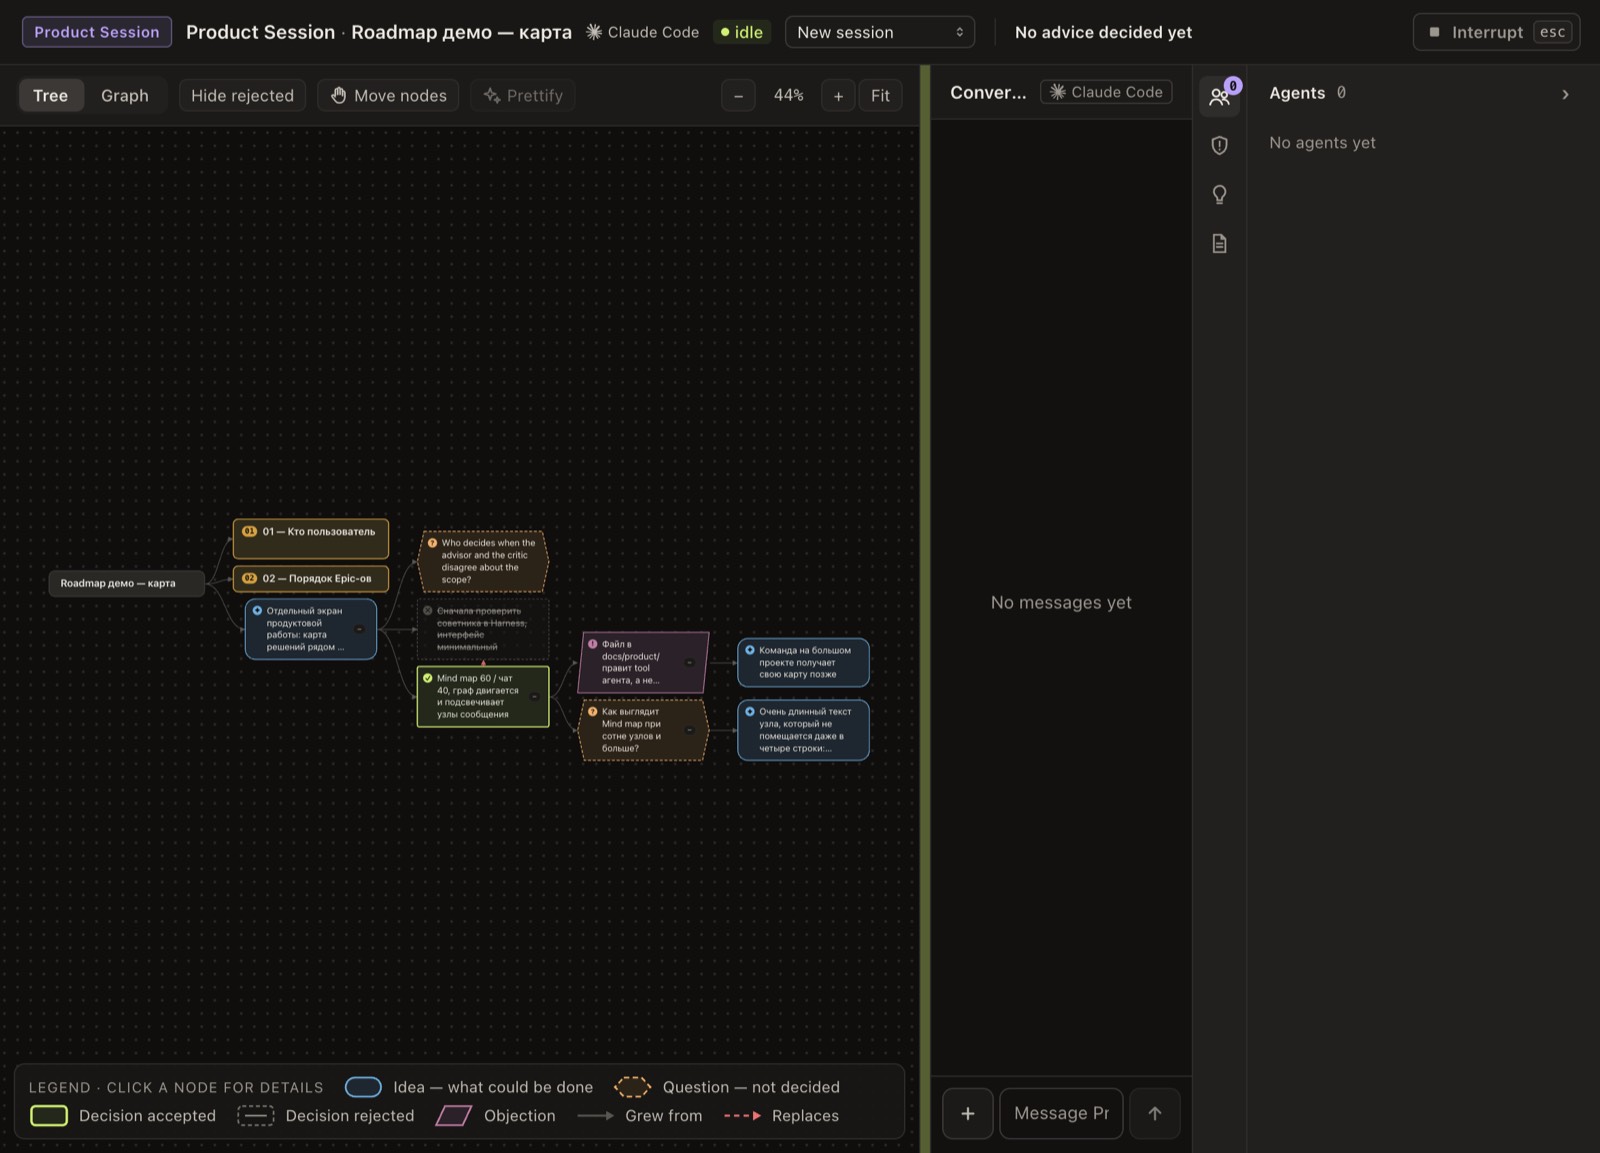 Product Session
Product Session · Roadmap демо — карта
Claude Code
idle
New session
No advice decided yet
Interrupt esc
Tree
Graph
Hide rejected
Move nodes
Prettify
−
44%
+
Fit
Roadmap демо — карта
01 01 — Кто пользователь
02 02 — Порядок Epic-ов
Отдельный экран
продуктовой
работы: карта
решений рядом ...
Who decides when the
advisor and the critic
disagree about the
scope?
Сначала проверить
советника в Harness,
интерфейс
минимальный
Mind map 60 / чат
40, граф двигается
и подсвечивает
узлы сообщения
Файл в
docs/product/
правит tool
агента, а не...
Как выглядит
Mind map при
сотне узлов и
больше?
Команда на большом
проекте получает
свою карту позже
Очень длинный текст
узла, который не
помещается даже в
четыре строки:...
LEGEND · CLICK A NODE FOR DETAILS
Idea — what could be done
Question — not decided
Decision accepted
Decision rejected
Objection
Grew from
Replaces
Conver...
Claude Code
No messages yet
+
Message Pr
0
Agents 0
No agents yet